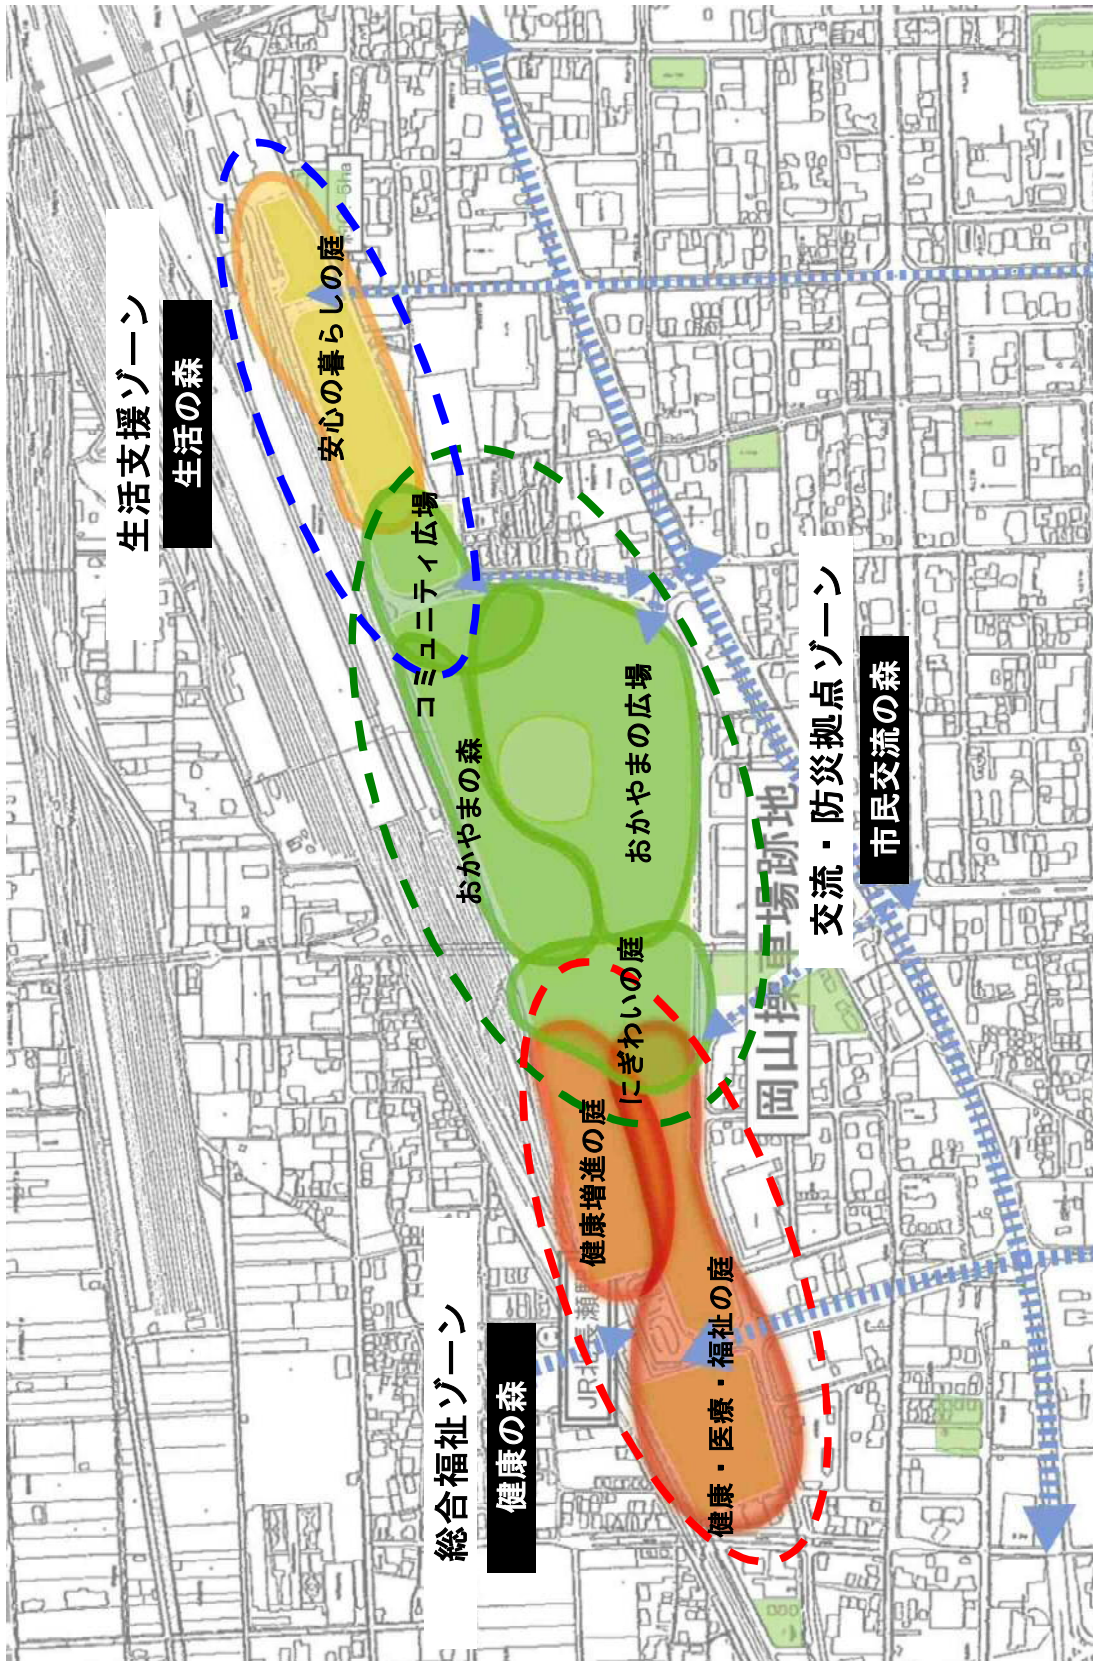 総合福祉ゾーン
健康の森
生活支援ゾーン
生活の森
安心の暮らしの庭
コミュニティ広場
おかやまの森
おかやまの広場
にぎわいの庭
健康増進の庭
健康・医療・福祉の庭
交流・防災拠点ゾーン
市民交流の森
岡山操車場跡地